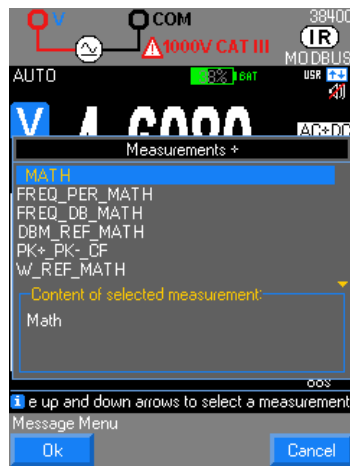 V COM 38400
1000V CAT III IR
MODBUS
AUTO 8% BAT USR
V AC+DC
Measurements +
MATH
FREQ_PER_MATH
FREQ_DB_MATH
DBM_REF_MATH
PK+_PK-_CF
W_REF_MATH
Content of selected measurement:
Math
i e up and down arrows to select a measurement
Message Menu
Ok Cancel